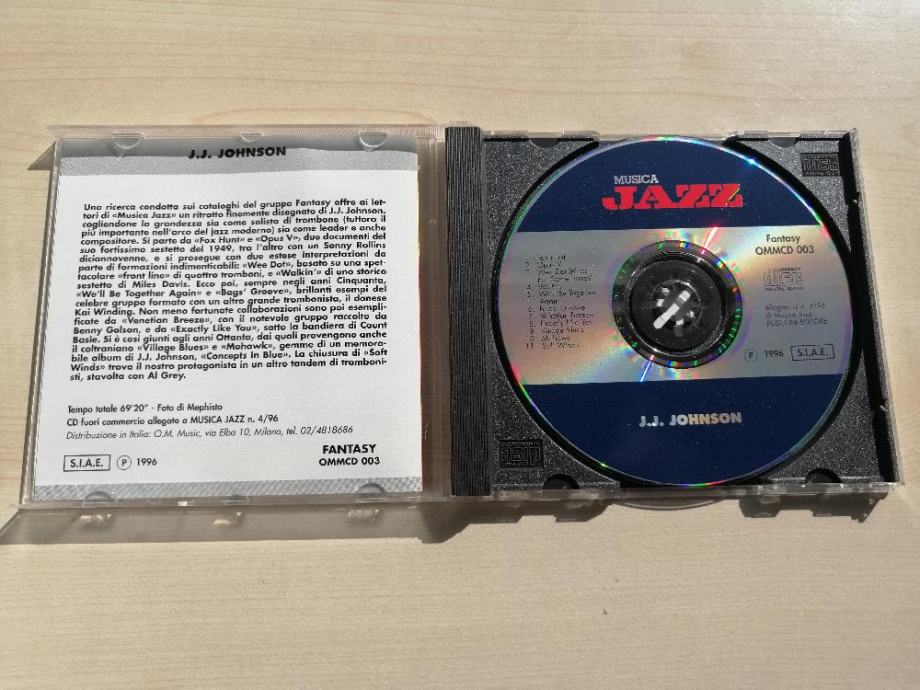 J.J. JOHNSON
Una ricerca condotta sui cataloghi del gruppo Fantasy offre ai let-
tori di «Musica Jazz» un ritratto finemente disegnato di J.J. Johnson,
cogliendone la grandezza sia come solista di trombone (tuttora il
più importante nell'arco del jazz moderno) sia come leader e anche
compositore. Si parte da «Fox Hunt» e «Opus V», due documenti del
suo fortissimo sestetto del 1949, tra l'altro con un Sonny Rollins
diciannovenne, e si prosegue con due estese interpretazioni da
parte di formazioni indimenticabili: «Wee Dot», basato su una spet-
tacolare «front line» di quattro tromboni, e «Walkin'» di uno storico
sestetto di Miles Davis. Ecco poi, sempre negli anni Cinquanta,
«We'll Be Together Again» e «Bags' Groove», brillanti esempi del
celebre gruppo formato con un altro grande trombonista, il danese
Kai Winding. Non meno fortunate collaborazioni sono poi esempli-
ficate da «Venetian Breeze», con il notevole gruppo raccolto da
Benny Golson, e da «Exactly Like You», sotto la bandiera di Count
Basie. Si è così giunti agli anni Ottanta, dai quali provengono anche
il coltraniano «Village Blues» e «Mohawk», gemme di un memora-
bile album di J.J. Johnson, «Concepts In Blue». La chiusura di «Soft
Winds» trova il nostro protagonista in un altro tandem di tromboni-
sti, stavolta con Al Grey.
Tempo totale 69'20" - Foto di Mephisto
CD fuori commercio allegato a MUSICA JAZZ n. 4/96
Distribuzione in Italia: O.M. Music, via Elba 10, Milano, tel. 02/4818686
FANTASY
OMMCD 003
S.I.A.E. P 1996
MUSICA
JAZZ
Fantasy
OMMCD 003
COMPACT
disc
DIGITAL AUDIO
1996 S.I.A.E.
J.J. JOHNSON